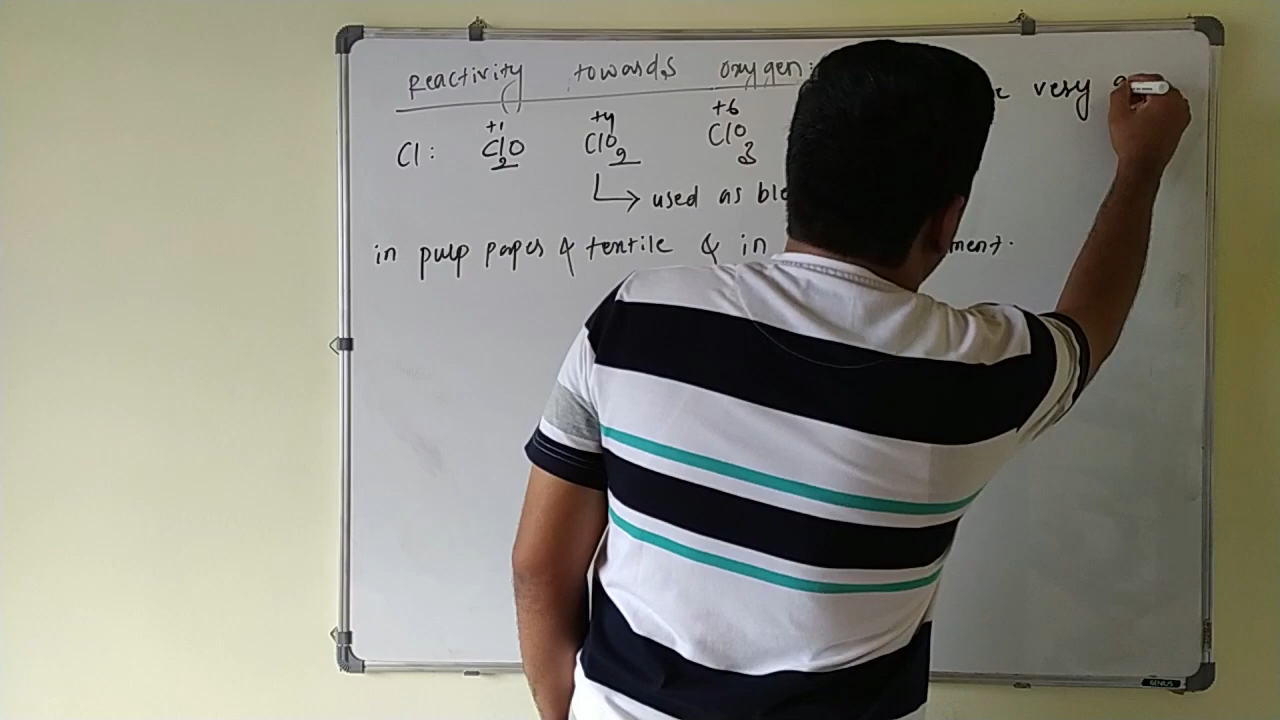 Reactivity towards oxygen: very
+1 +4 +6
Cl: Cl2O ClO2 ClO3
↳ used as ble
in pulp paper & textile & in ment.
GENIUS